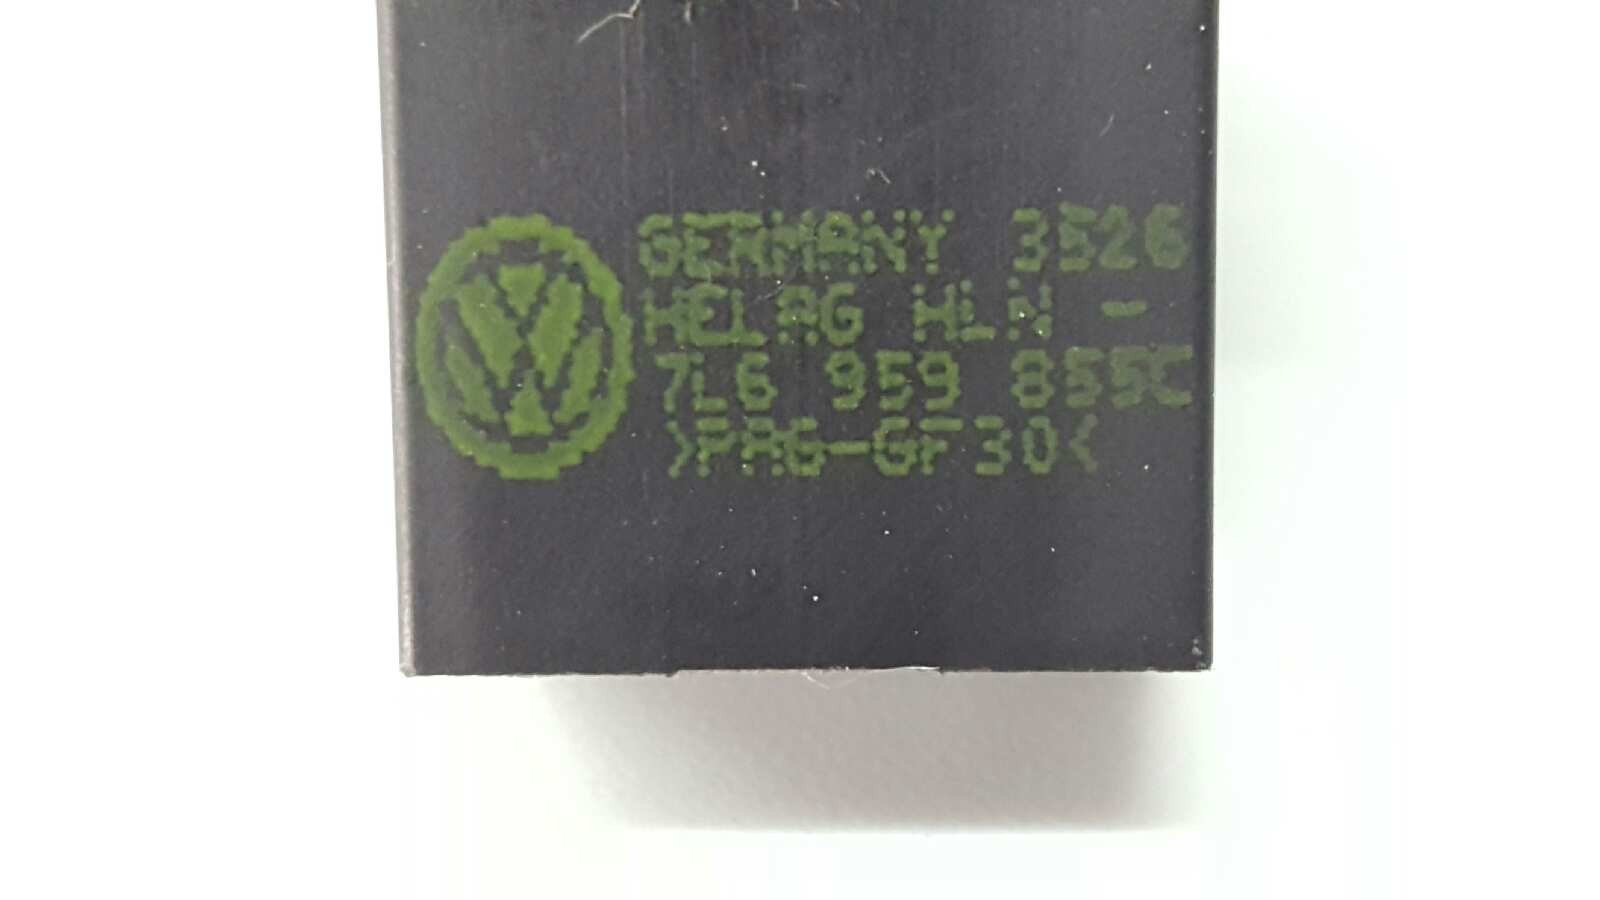 GERMANY 3526
HELAG HLN -
7L6 959 855C
>PA6-GF30<